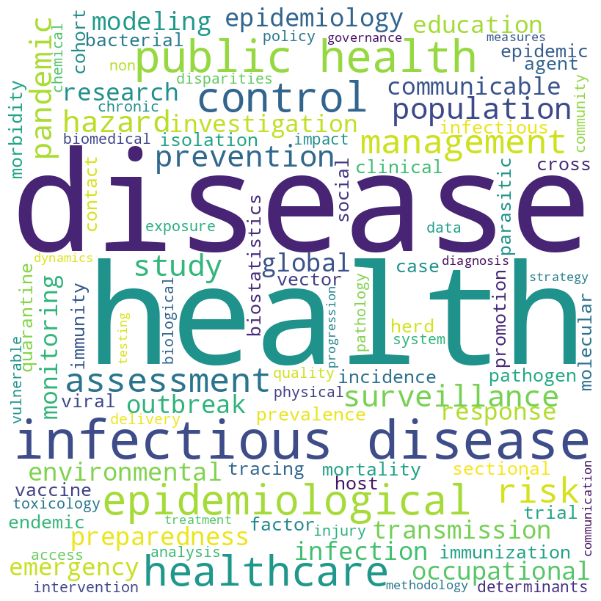 modeling
epidemiology
education
cohort
bacterial
policy
governance
measures
pandemic
chemical
non
public health
epidemic
agent
disparities
research
chronic
control
communicable
population
community
morbidity
hazard
investigation
infectious
management
biomedical
isolation
impact
prevention
clinical
cross
contact
social
parasitic
disease
exposure
biostatistics
data
dynamics
study
global
case
diagnosis
vector
strategy
health
quarantine
monitoring
immunity
testing
biological
progression
pathology
herd
system
promotion
molecular
vulnerable
assessment
quality
incidence
pathogen
viral
outbreak
physical
surveillance
delivery
prevalence
response
infectious disease
environmental
tracing
mortality
sectional
communication
vaccine
host
risk
toxicology
epidemiological
trial
endemic
treatment
factor
injury
transmission
preparedness
access
analysis
infection
immunization
emergency
healthcare
occupational
intervention
methodology
determinants